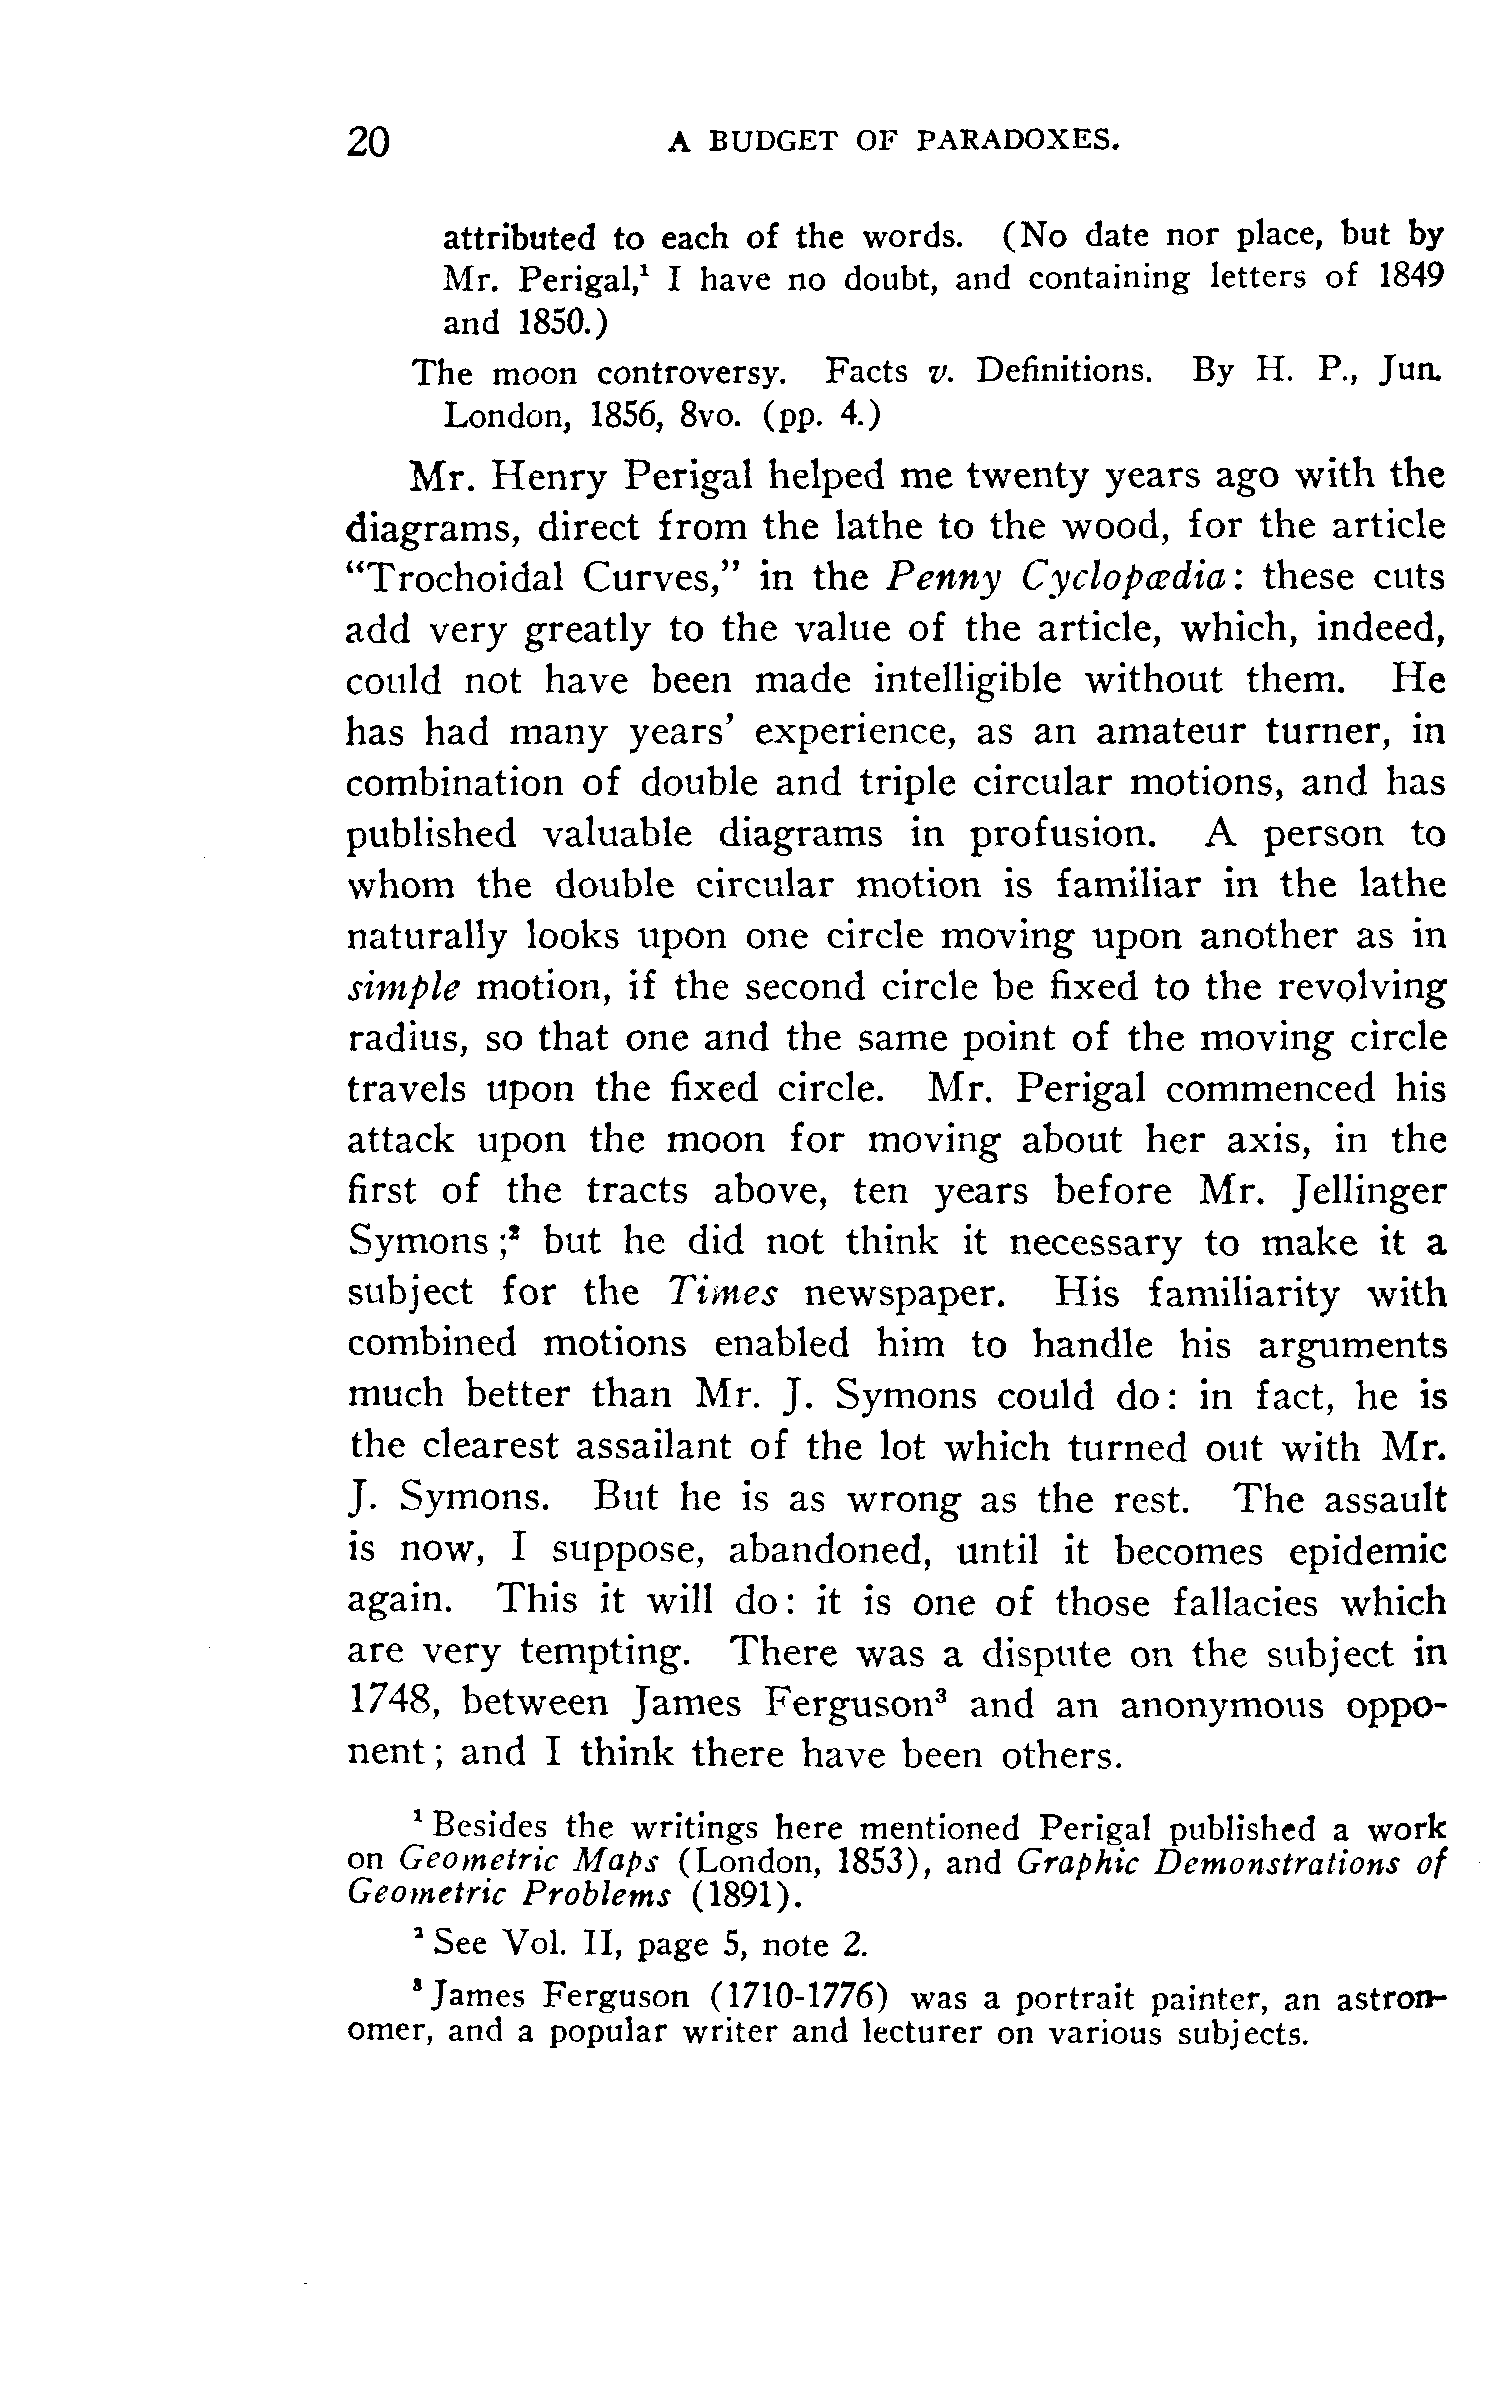 20 A BUDGET OF PARADOXES.
attributed to each of the words. (No date nor place, but by
Mr. Perigal,¹ I have no doubt, and containing letters of 1849
and 1850.)
The moon controversy. Facts v. Definitions. By H. P., Jun.
London, 1856, 8vo. (pp. 4.)
Mr. Henry Perigal helped me twenty years ago with the
diagrams, direct from the lathe to the wood, for the article
“Trochoidal Curves,” in the Penny Cyclopædia: these cuts
add very greatly to the value of the article, which, indeed,
could not have been made intelligible without them. He
has had many years’ experience, as an amateur turner, in
combination of double and triple circular motions, and has
published valuable diagrams in profusion. A person to
whom the double circular motion is familiar in the lathe
naturally looks upon one circle moving upon another as in
simple motion, if the second circle be fixed to the revolving
radius, so that one and the same point of the moving circle
travels upon the fixed circle. Mr. Perigal commenced his
attack upon the moon for moving about her axis, in the
first of the tracts above, ten years before Mr. Jellinger
Symons;² but he did not think it necessary to make it a
subject for the Times newspaper. His familiarity with
combined motions enabled him to handle his arguments
much better than Mr. J. Symons could do: in fact, he is
the clearest assailant of the lot which turned out with Mr.
J. Symons. But he is as wrong as the rest. The assault
is now, I suppose, abandoned, until it becomes epidemic
again. This it will do: it is one of those fallacies which
are very tempting. There was a dispute on the subject in
1748, between James Ferguson³ and an anonymous oppo-
nent; and I think there have been others.
¹ Besides the writings here mentioned Perigal published a work
on Geometric Maps (London, 1853), and Graphic Demonstrations of
Geometric Problems (1891).
² See Vol. II, page 5, note 2.
³ James Ferguson (1710-1776) was a portrait painter, an astron-
omer, and a popular writer and lecturer on various subjects.